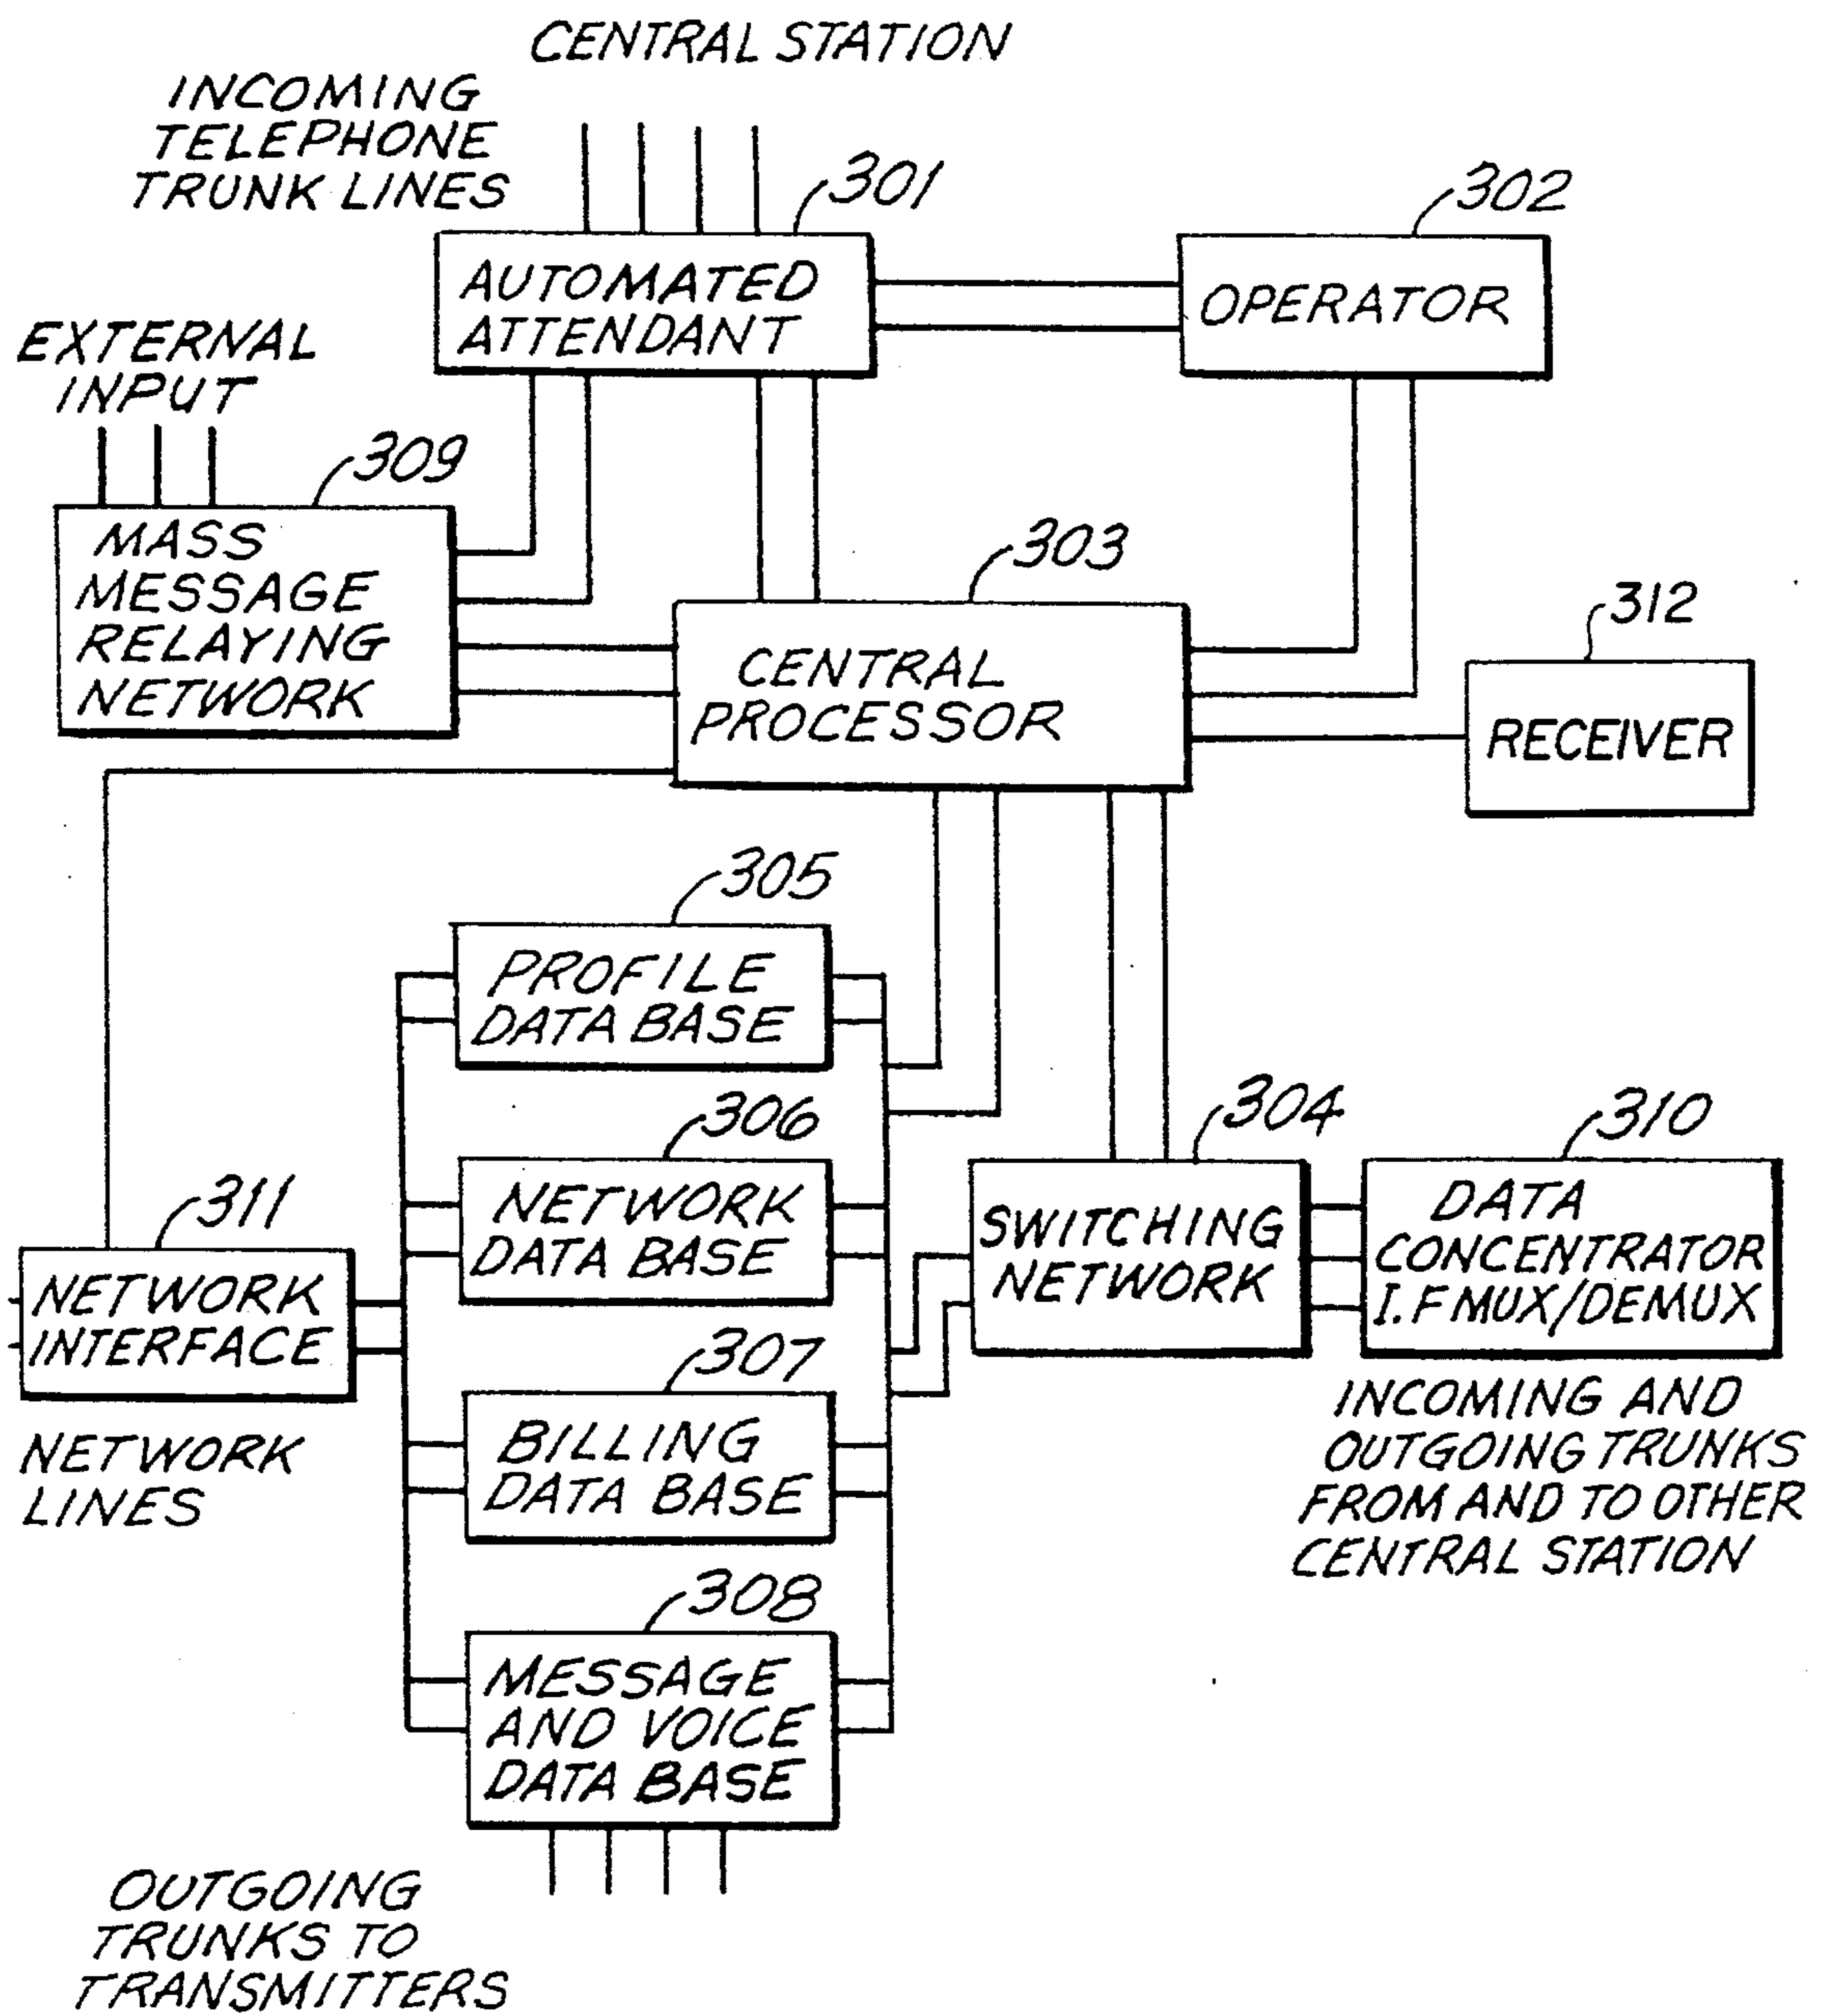 CENTRAL STATION
INCOMING
TELEPHONE
TRUNK LINES
301
302
AUTOMATED
ATTENDANT
OPERATOR
EXTERNAL
INPUT
309
MASS
MESSAGE
RELAYING
NETWORK
303
CENTRAL
PROCESSOR
312
RECEIVER
305
PROFILE
DATA BASE
306
NETWORK
DATA BASE
304
SWITCHING
NETWORK
310
DATA
CONCENTRATOR
I.F MUX/DEMUX
INCOMING AND
OUTGOING TRUNKS
FROM AND TO OTHER
CENTRAL STATION
311
NETWORK
INTERFACE
NETWORK
LINES
307
BILLING
DATA BASE
308
MESSAGE
AND VOICE
DATA BASE
OUTGOING
TRUNKS TO
TRANSMITTERS